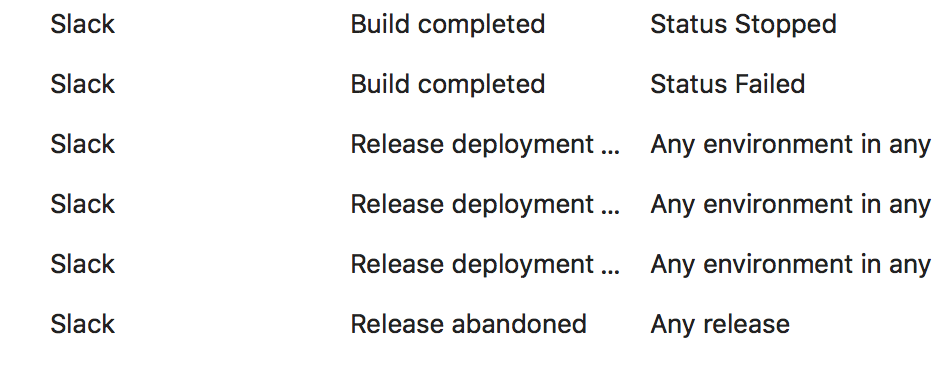 Slack Build completed Status Stopped
Slack Build completed Status Failed
Slack Release deployment ... Any environment in any
Slack Release deployment ... Any environment in any
Slack Release deployment ... Any environment in any
Slack Release abandoned Any release